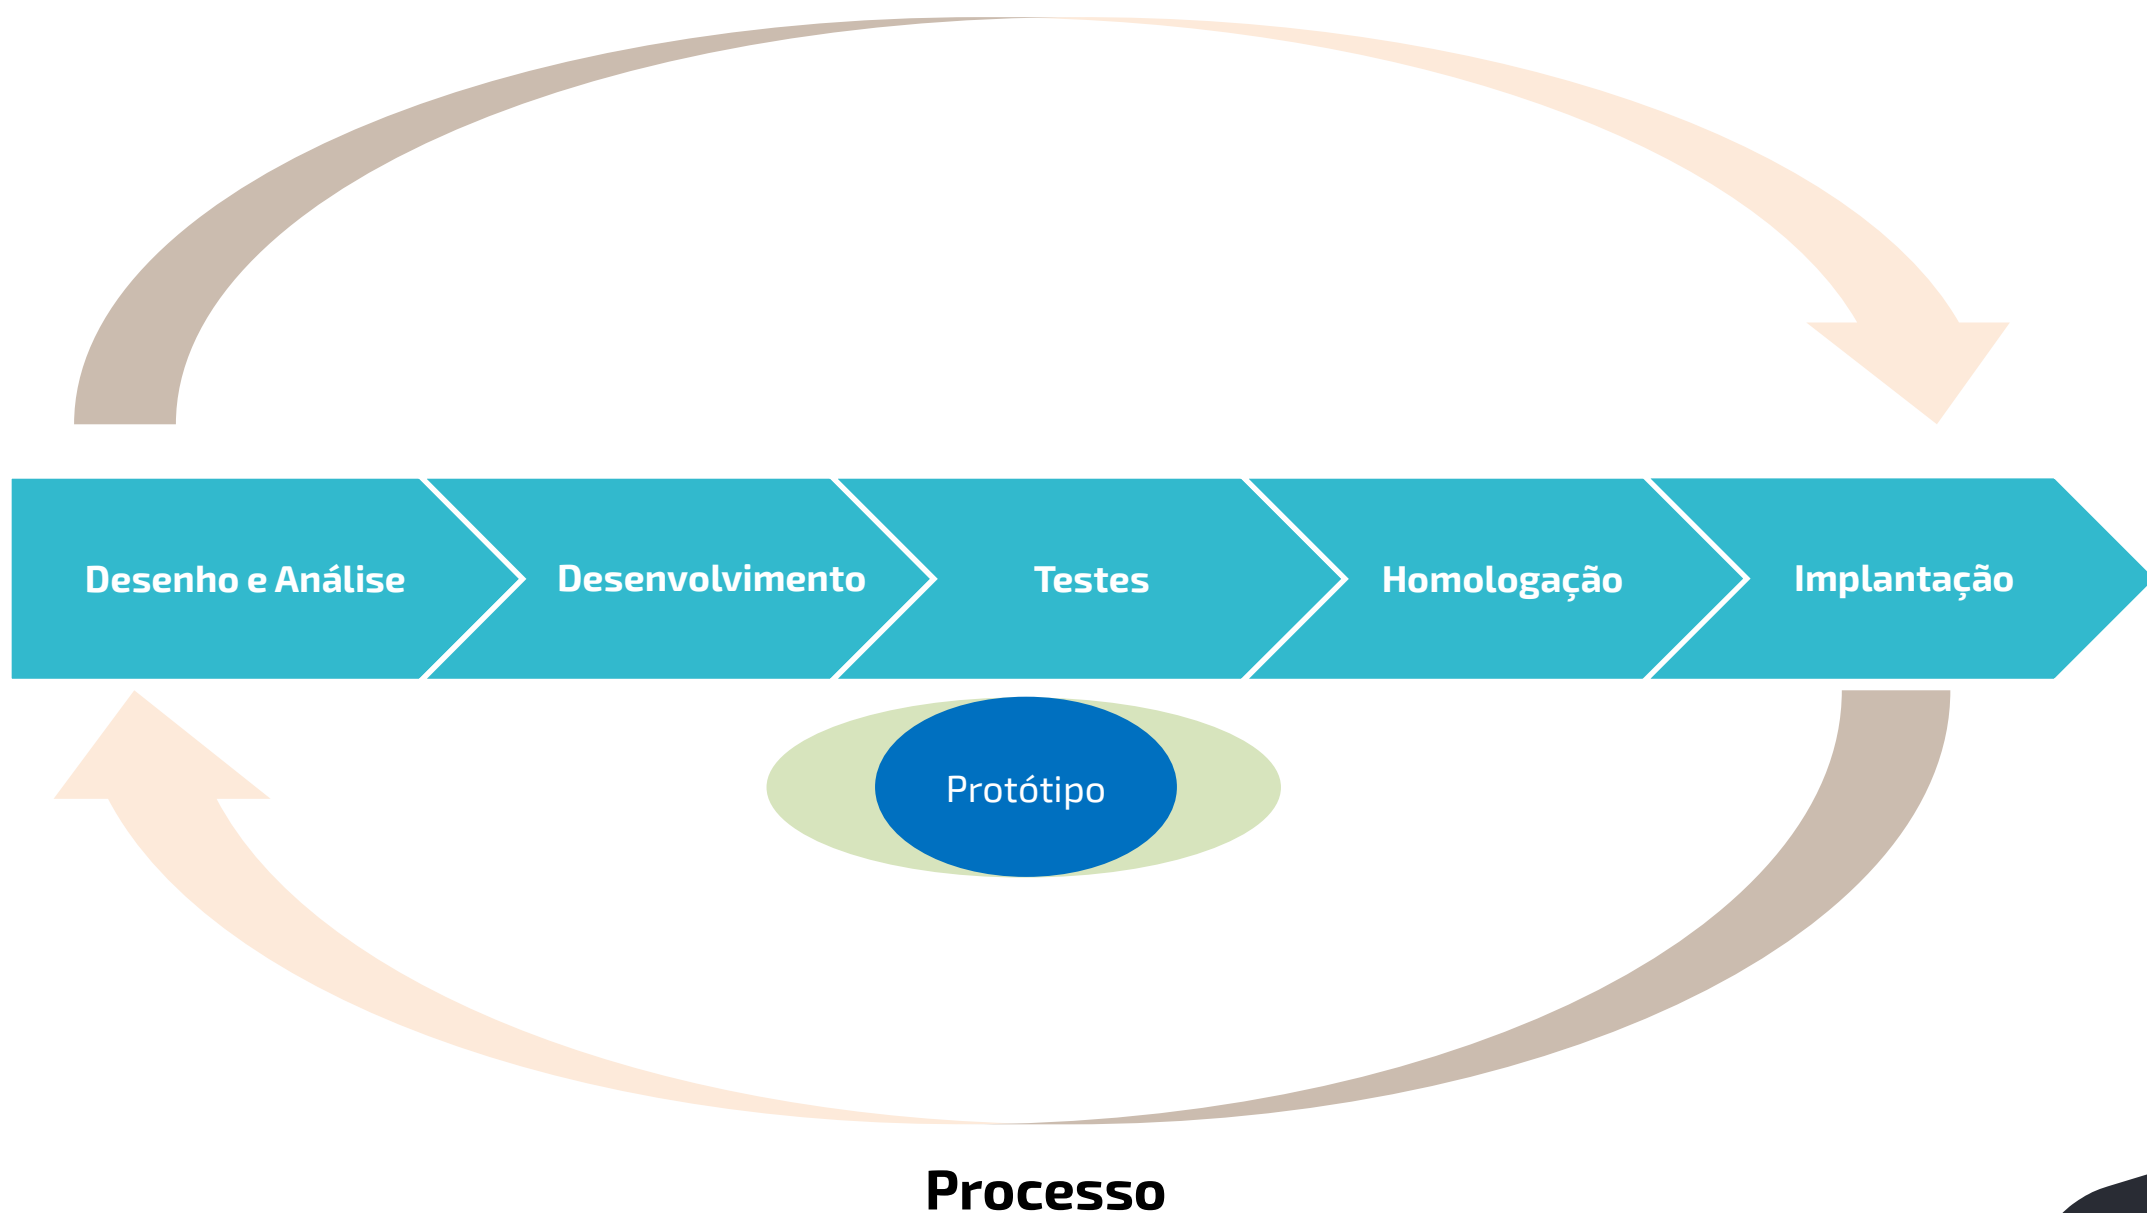 Desenho e Análise
Desenvolvimento
Testes
Homologação
Implantação
Protótipo
Processo